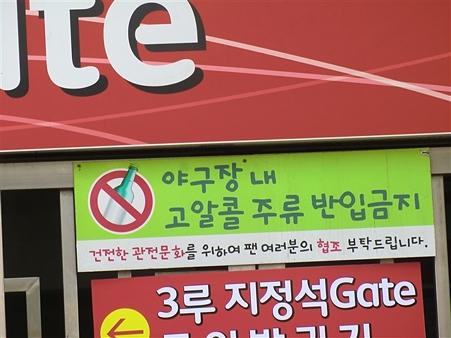 te
야구장 내
고알콜 주류 반입금지
건전한 관전문화를 위하여 팬 여러분의 협조 부탁드립니다.
3루 지정석Gate